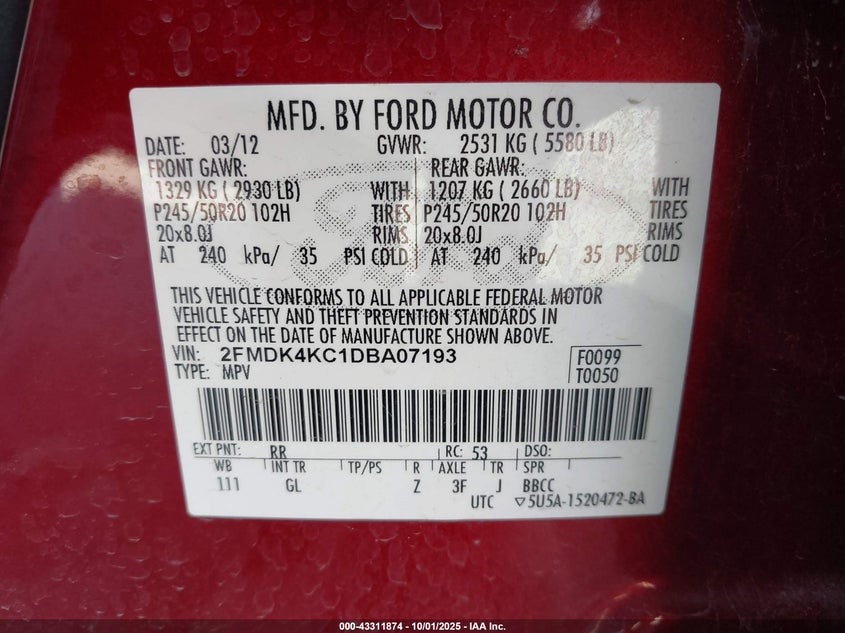 MFD. BY FORD MOTOR CO.
DATE: 03/12 GVWR: 2531 KG ( 5580 LB)
FRONT GAWR: REAR GAWR:
1329 KG ( 2930 LB) WITH 1207 KG ( 2660 LB) WITH
P245/50R20 102H TIRES P245/50R20 102H TIRES
20x8.0J RIMS 20x8.0J RIMS
AT 240 kPa/ 35 PSI COLD AT 240 kPa/ 35 PSI COLD
THIS VEHICLE CONFORMS TO ALL APPLICABLE FEDERAL MOTOR
VEHICLE SAFETY AND THEFT PREVENTION STANDARDS IN
EFFECT ON THE DATE OF MANUFACTURE SHOWN ABOVE.
VIN: 2FMDK4KC1DBA07193 F0099
TYPE: MPV T0050
EXT PNT: RR RC: 53 DSO:
WB INT TR TP/PS R AXLE TR SPR
111 GL Z 3F J BBCC
UTC ▽5U5A-1520472-BA
000-43311874 - 10/01/2025 - IAA Inc.